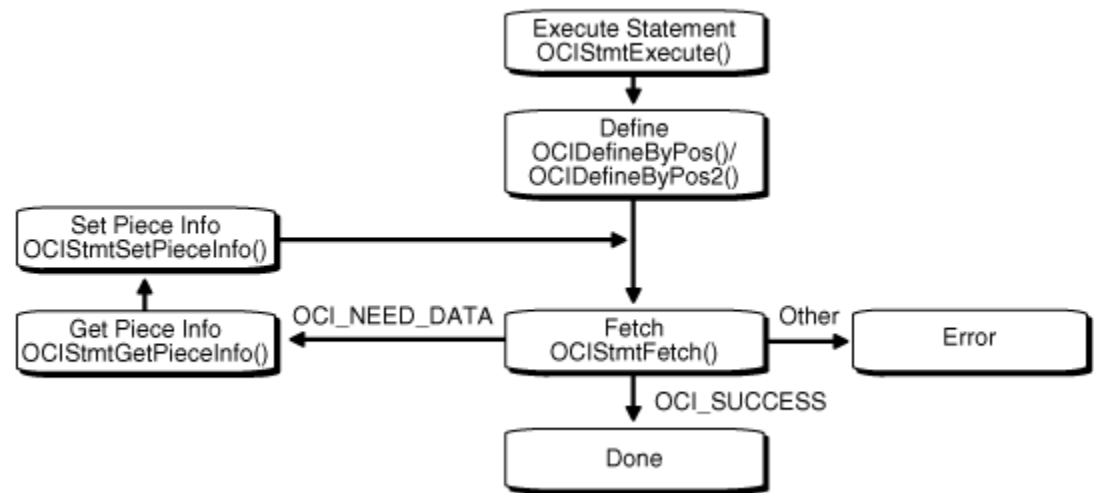 Execute Statement
OCIStmtExecute()
Define
OCIDefineByPos()/
OCIDefineByPos2()
Set Piece Info
OCIStmtSetPieceInfo()
Get Piece Info
OCIStmtGetPieceInfo()
OCI_NEED_DATA
Fetch
OCIStmtFetch()
Other
Error
OCI_SUCCESS
Done